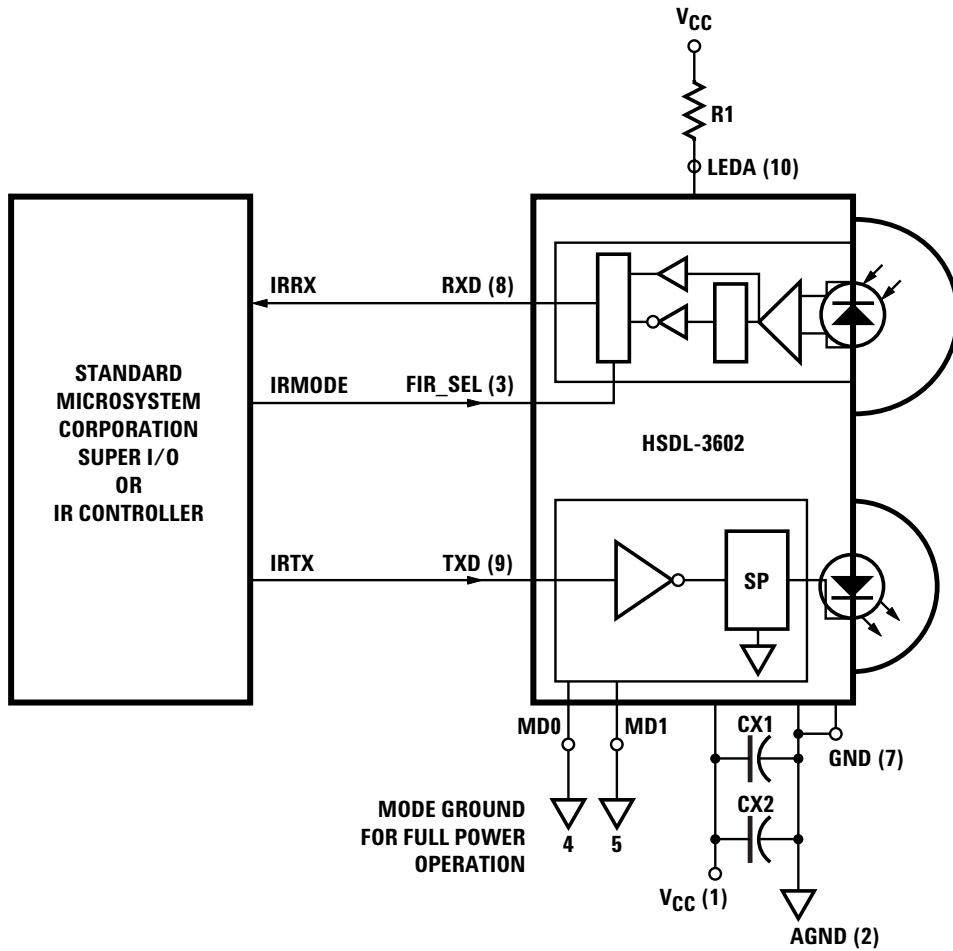 VCC
R1
LEDA (10)
IRRX
RXD (8)
STANDARD
MICROSYSTEM
CORPORATION
SUPER I/O
OR
IR CONTROLLER
IRMODE
FIR_SEL (3)
HSDL-3602
IRTX
TXD (9)
SP
MD0
MD1
CX1
GND (7)
MODE GROUND
FOR FULL POWER
OPERATION
4
5
CX2
VCC (1)
AGND (2)